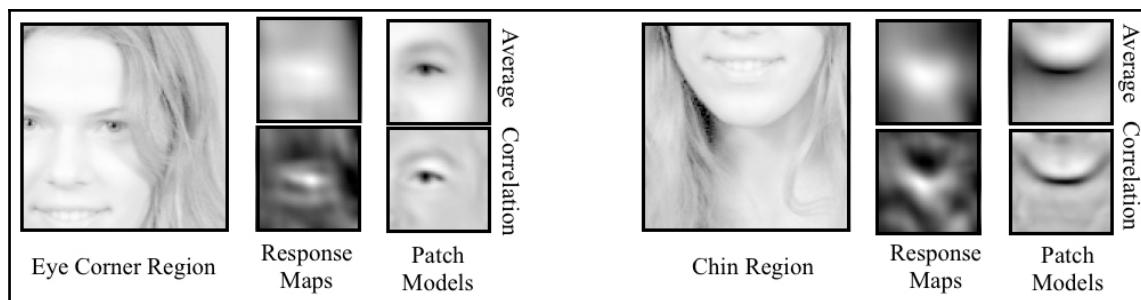 Average
Correlation
Eye Corner Region
Response
Maps
Patch
Models
Average
Correlation
Chin Region
Response
Maps
Patch
Models